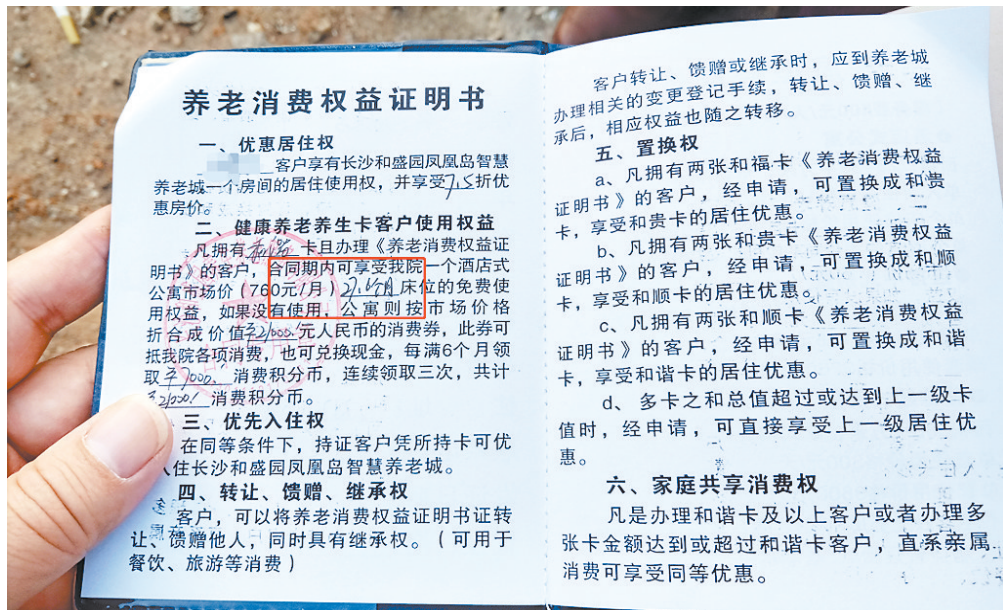 养老消费权益证明书
一、优惠居住权
客户享有长沙和盛园凤凰岛智慧
养老城一个房间的居住使用权，并享受7.5折优
惠房价。
二、健康养老养生卡客户使用权益
凡拥有和谐卡且办理《养老消费权益证
明书》的客户，合同期内可享受我院一个酒店式
公寓市场价（760元/月）27.6个月床位的免费使
用权益，如果没有使用，公寓则按市场价格
折合成价值¥21000.元人民币的消费券，此券可
抵我院各项消费，也可兑换现金，每满6个月领
取¥7000.消费积分币，连续领取三次，共计
¥21000.消费积分币。
三、优先入住权
在同等条件下，持证客户凭所持卡可优
入住长沙和盛园凤凰岛智慧养老城。
四、转让、馈赠、继承权
客户，可以将养老消费权益证明书证转
让、馈赠他人，同时具有继承权。（可用于
餐饮、旅游等消费）
客户转让、馈赠或继承时，应到养老城
办理相关的变更登记手续，转让、馈赠、继
承后，相应权益也随之转移。
五、置换权
a、凡拥有两张和福卡《养老消费权益
证明书》的客户，经申请，可置换成和贵
卡，享受和贵卡的居住优惠。
b、凡拥有两张和贵卡《养老消费权益
证明书》的客户，经申请，可置换成和顺
卡，享受和顺卡的居住优惠。
c、凡拥有两张和顺卡《养老消费权益
证明书》的客户，经申请，可置换成和谐
卡，享受和谐卡的居住优惠。
d、多卡之和总值超过或达到上一级卡
值时，经申请，可直接享受上一级居住优
惠。
六、家庭共享消费权
凡是办理和谐卡及以上客户或者办理多
张卡金额达到或超过和谐卡客户，直系亲属
消费可享受同等优惠。